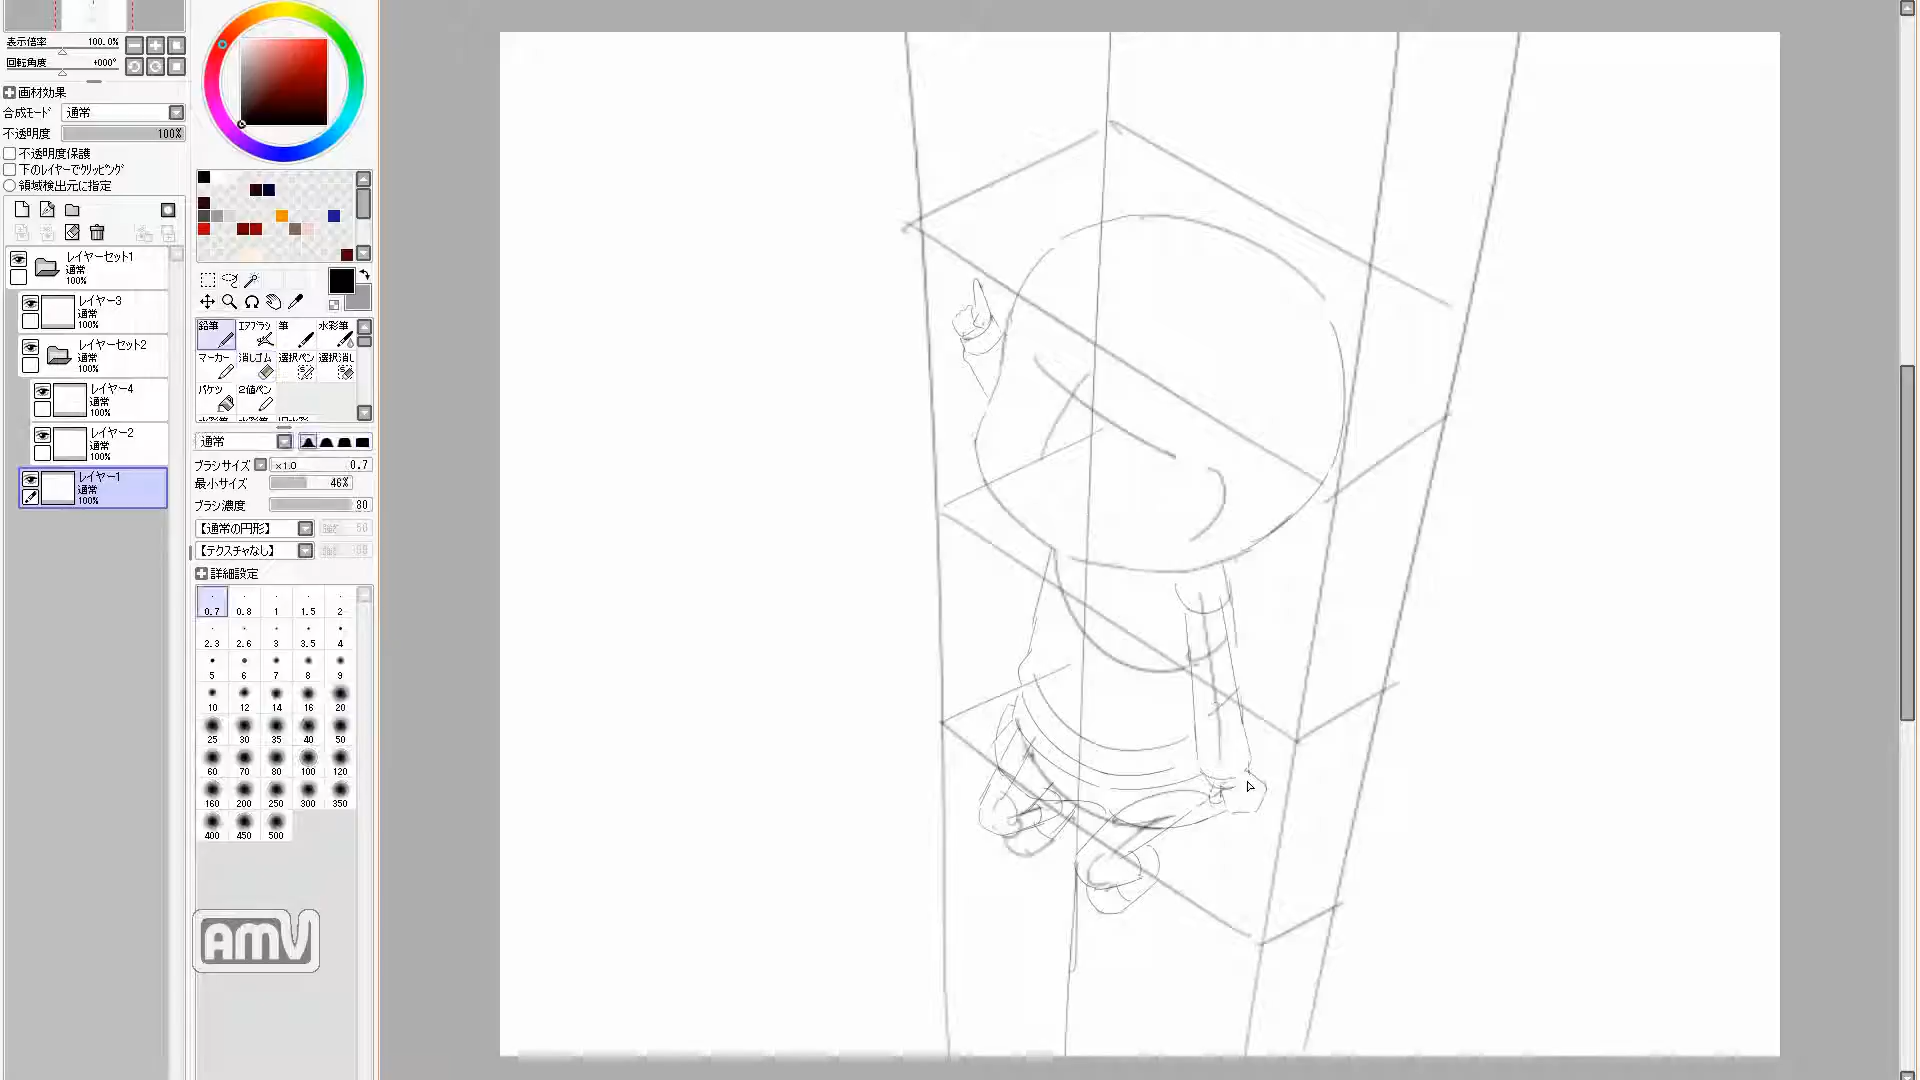 表示倍率 100.0%
回転角度 +000°
画材効果
合成モード 通常
不透明度 100%
不透明度保護
下のレイヤーでクリッピング
領域検出元に指定
レイヤーセット1
通常
100%
レイヤー3
通常
100%
レイヤーセット2
通常
100%
レイヤー4
通常
100%
レイヤー2
通常
100%
レイヤー1
通常
100%
鉛筆 エアブラシ 筆 水彩筆
マーカー 消しゴム 選択ペン 選択消し
バケツ 2値ペン
通常
ブラシサイズ ×1.0 0.7
最小サイズ 46%
ブラシ濃度 80
【通常の円形】 50
【テクスチャなし】
詳細設定
0.7 0.8 1 1.5 2
2.3 2.6 3 3.5 4
5 6 7 8 9
10 12 14 16 20
25 30 35 40 50
60 70 80 100 120
160 200 250 300 350
400 450 500
AMV